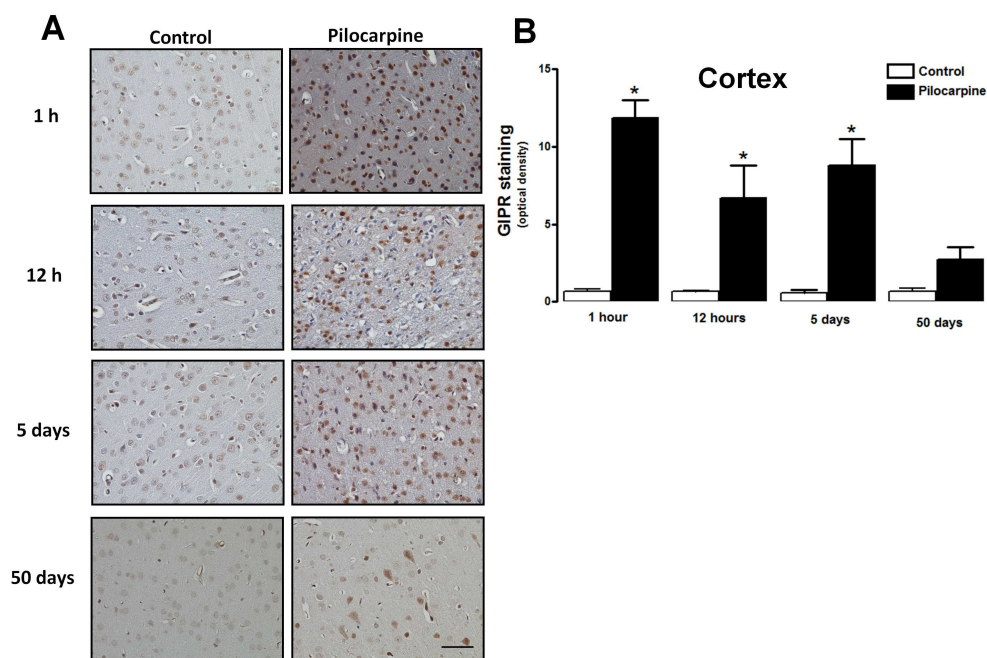 A
Control Pilocarpine
1 h
12 h
5 days
50 days
B
Cortex
Control
Pilocarpine
GIPR staining
(optical density)
15
10
5
0
* * *
1 hour 12 hours 5 days 50 days